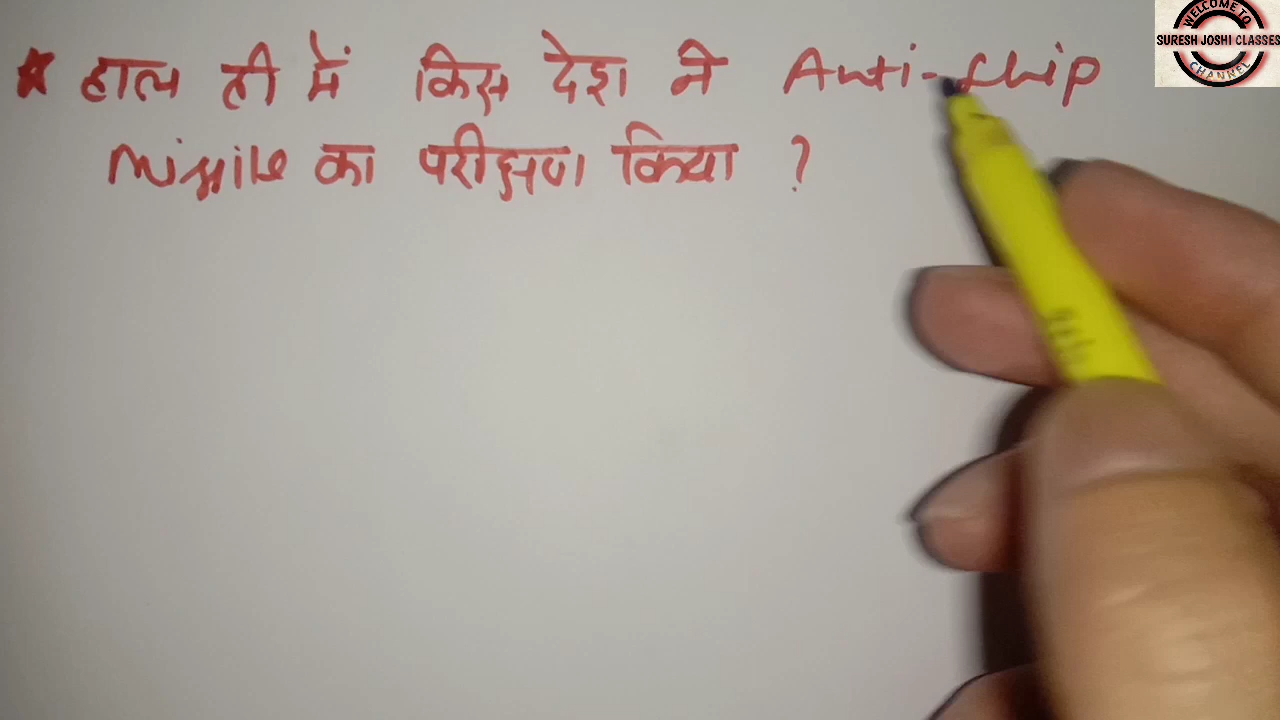 ★ हाल ही में किस देश ने Anti-ship
missile का परीक्षण किया ?
WELCOME TO
SURESH JOSHI CLASSES
CHANNEL